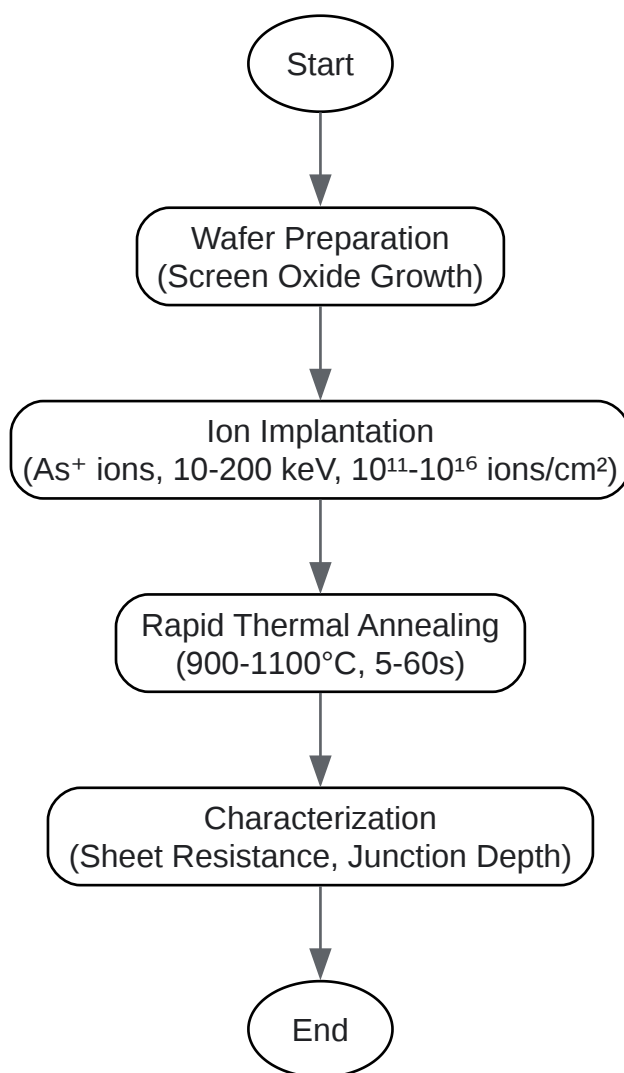 Start
Wafer Preparation
(Screen Oxide Growth)
Ion Implantation
(As⁺ ions, 10-200 keV, 10¹¹-10¹⁶ ions/cm²)
Rapid Thermal Annealing
(900-1100°C, 5-60s)
Characterization
(Sheet Resistance, Junction Depth)
End